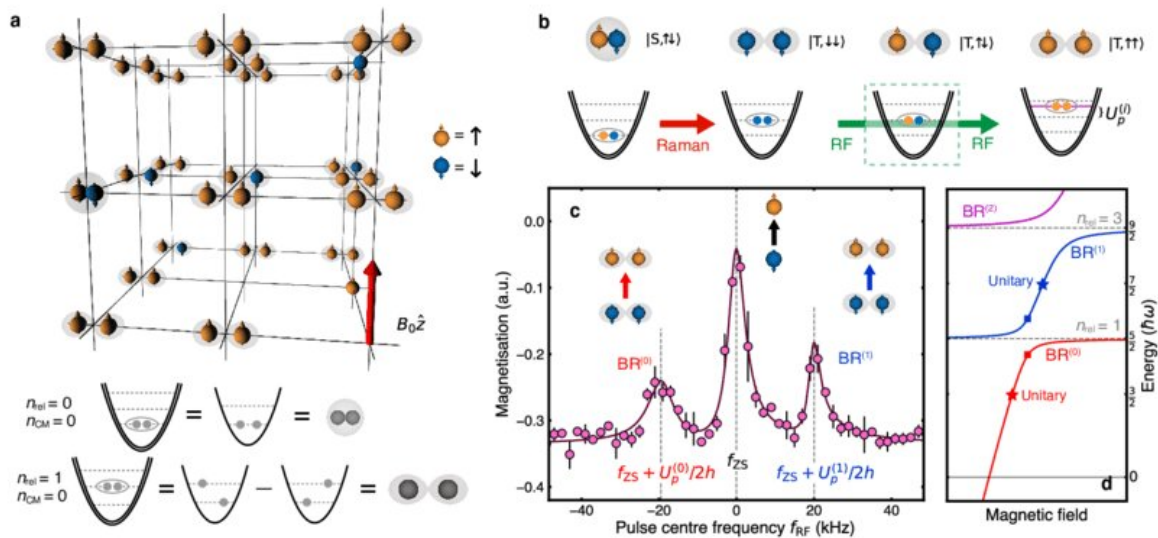 a
= ↑
= ↓
B₀ẑ
n_rel = 0
n_CM = 0
=
=
n_rel = 1
n_CM = 0
=
−
=
b
|S,↑↓⟩
|T,↓↓⟩
|T,↑↓⟩
|T,↑↑⟩
Raman
RF
RF
}U_p^(i)
c
Magnetisation (a.u.)
0.0
−0.1
−0.2
−0.3
−0.4
BR^(0)
BR^(1)
f_ZS + U_p^(0)/2h
f_ZS
f_ZS + U_p^(1)/2h
−40
−20
0
20
40
Pulse centre frequency f_RF (kHz)
BR^(2)
n_rel = 3
BR^(1)
Unitary
n_rel = 1
BR^(0)
Unitary
d
9/2
7/2
5/2
3/2
0
Energy (ħω)
Magnetic field